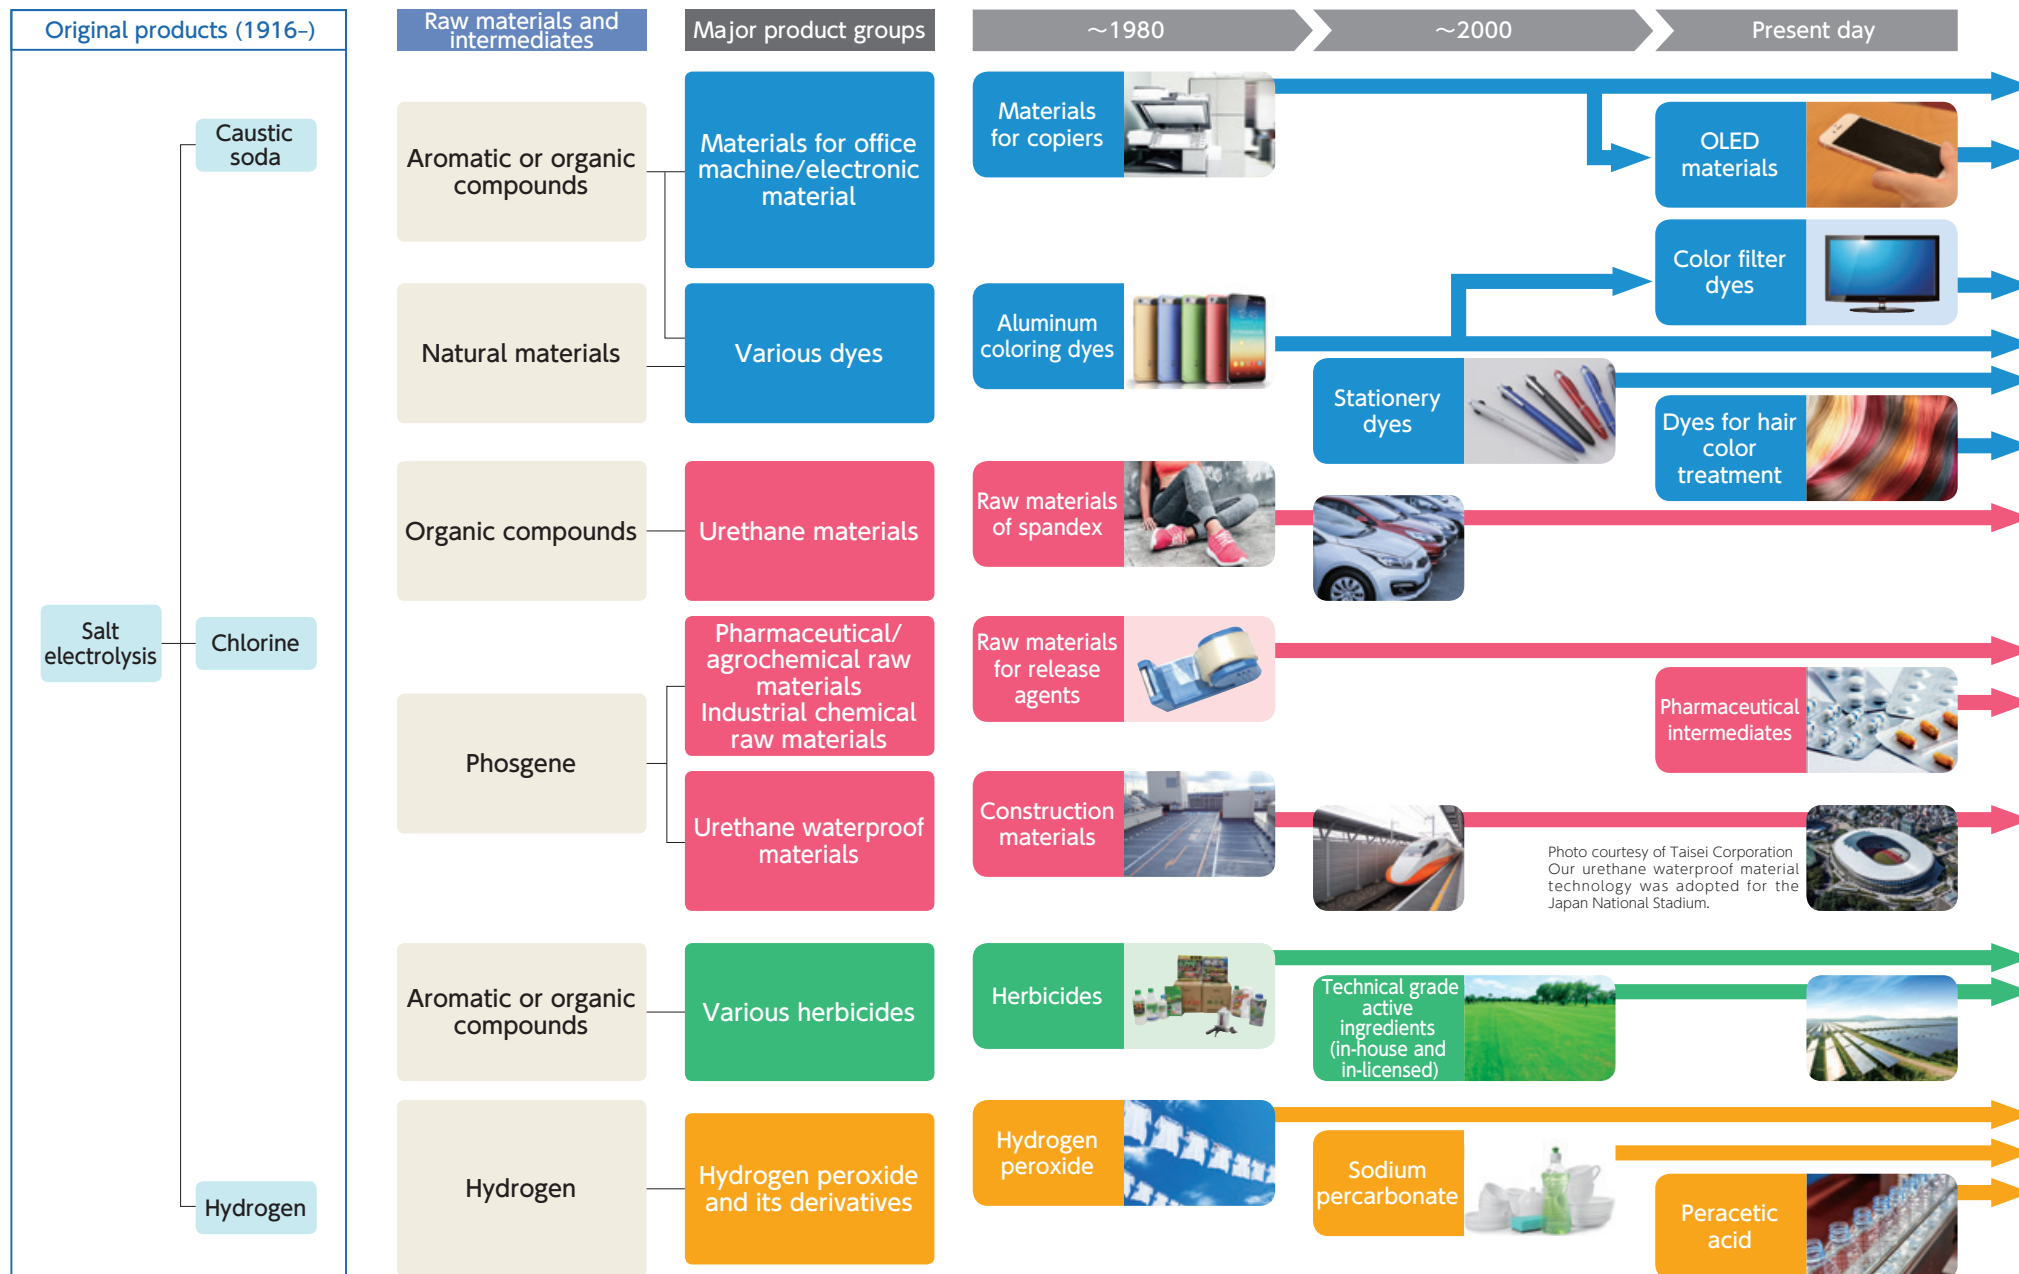 Original products (1916–)
Raw materials and
intermediates
Major product groups
～1980
～2000
Present day
Salt
electrolysis
Caustic
soda
Chlorine
Hydrogen
Aromatic or organic
compounds
Materials for office
machine/electronic
material
Materials
for copiers
OLED
materials
Color filter
dyes
Natural materials
Various dyes
Aluminum
coloring dyes
Stationery
dyes
Dyes for hair
color
treatment
Organic compounds
Urethane materials
Raw materials
of spandex
Phosgene
Pharmaceutical/
agrochemical raw
materials
Industrial chemical
raw materials
Raw materials
for release
agents
Pharmaceutical
intermediates
Urethane waterproof
materials
Construction
materials
Photo courtesy of Taisei Corporation
Our urethane waterproof material
technology was adopted for the
Japan National Stadium.
Aromatic or organic
compounds
Various herbicides
Herbicides
Technical grade
active
ingredients
(in-house and
in-licensed)
Hydrogen
Hydrogen peroxide
and its derivatives
Hydrogen
peroxide
Sodium
percarbonate
Peracetic
acid